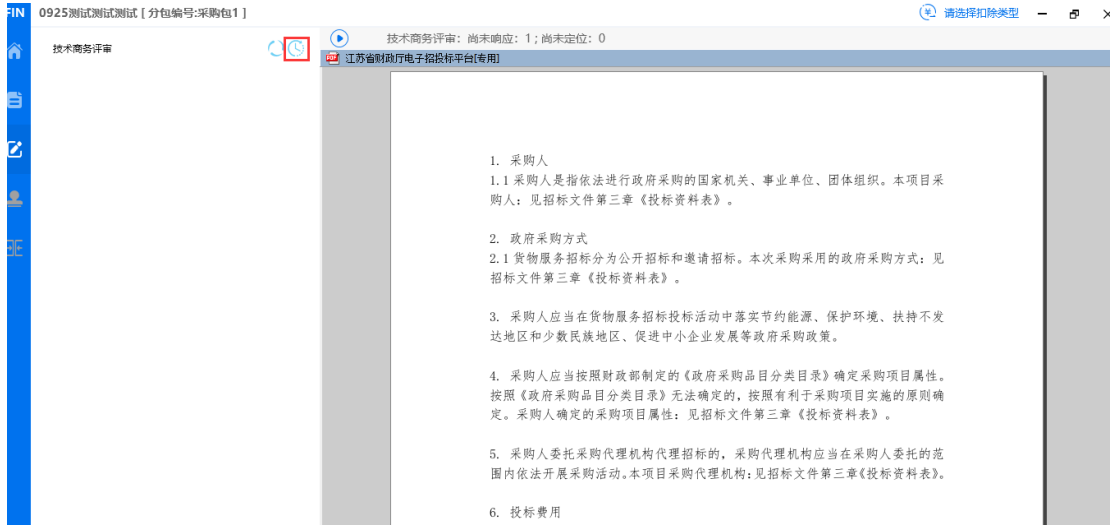 FIN 0925测试测试测试 [ 分包编号:采购包1 ] 请选择扣除类型
技术商务评审
技术商务评审：尚未响应：1；尚未定位：0
江苏省财政厅电子招投标平台[专用]
1. 采购人
1.1 采购人是指依法进行政府采购的国家机关、事业单位、团体组织。本项目采
购人：见招标文件第三章《投标资料表》。
2. 政府采购方式
2.1 货物服务招标分为公开招标和邀请招标。本次采购采用的政府采购方式：见
招标文件第三章《投标资料表》。
3. 采购人应当在货物服务招标投标活动中落实节约能源、保护环境、扶持不发
达地区和少数民族地区、促进中小企业发展等政府采购政策。
4. 采购人应当按照财政部制定的《政府采购品目分类目录》确定采购项目属性。
按照《政府采购品目分类目录》无法确定的，按照有利于采购项目实施的原则确
定。采购人确定的采购项目属性：见招标文件第三章《投标资料表》。
5. 采购人委托采购代理机构代理招标的，采购代理机构应当在采购人委托的范
围内依法开展采购活动。本项目采购代理机构：见招标文件第三章《投标资料表》。
6. 投标费用